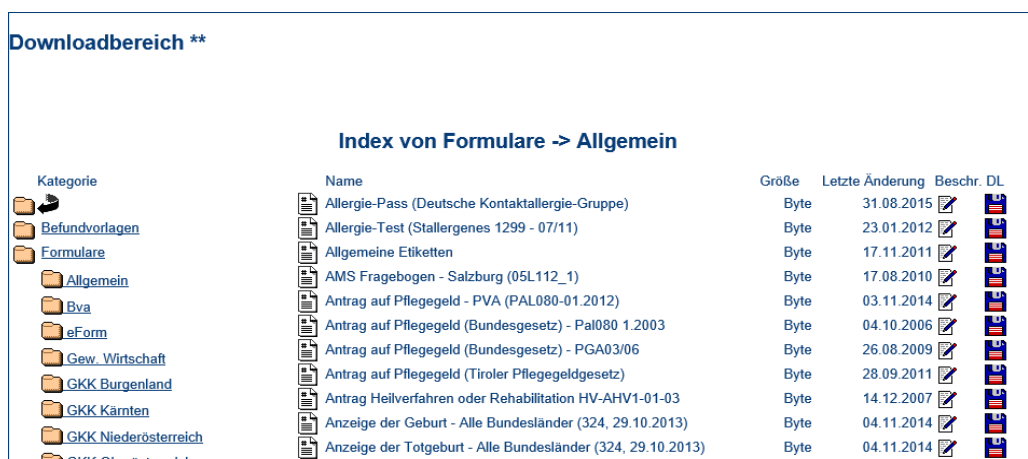 Downloadbereich **
Index von Formulare -> Allgemein
Kategorie Name Größe Letzte Änderung Beschr. DL
Allergie-Pass (Deutsche Kontaktallergie-Gruppe) Byte 31.08.2015
Befundvorlagen Allergie-Test (Stallergenes 1299 - 07/11) Byte 23.01.2012
Formulare Allgemeine Etiketten Byte 17.11.2011
Allgemein AMS Fragebogen - Salzburg (05L112_1) Byte 17.08.2010
Bva Antrag auf Pflegegeld - PVA (PAL080-01.2012) Byte 03.11.2014
eForm Antrag auf Pflegegeld (Bundesgesetz) - Pal080 1.2003 Byte 04.10.2006
Gew. Wirtschaft Antrag auf Pflegegeld (Bundesgesetz) - PGA03/06 Byte 26.08.2009
GKK Burgenland Antrag auf Pflegegeld (Tiroler Pflegegeldgesetz) Byte 28.09.2011
GKK Kärnten Antrag Heilverfahren oder Rehabilitation HV-AHV1-01-03 Byte 14.12.2007
GKK Niederösterreich Anzeige der Geburt - Alle Bundesländer (324, 29.10.2013) Byte 04.11.2014
Anzeige der Totgeburt - Alle Bundesländer (324, 29.10.2013) Byte 04.11.2014